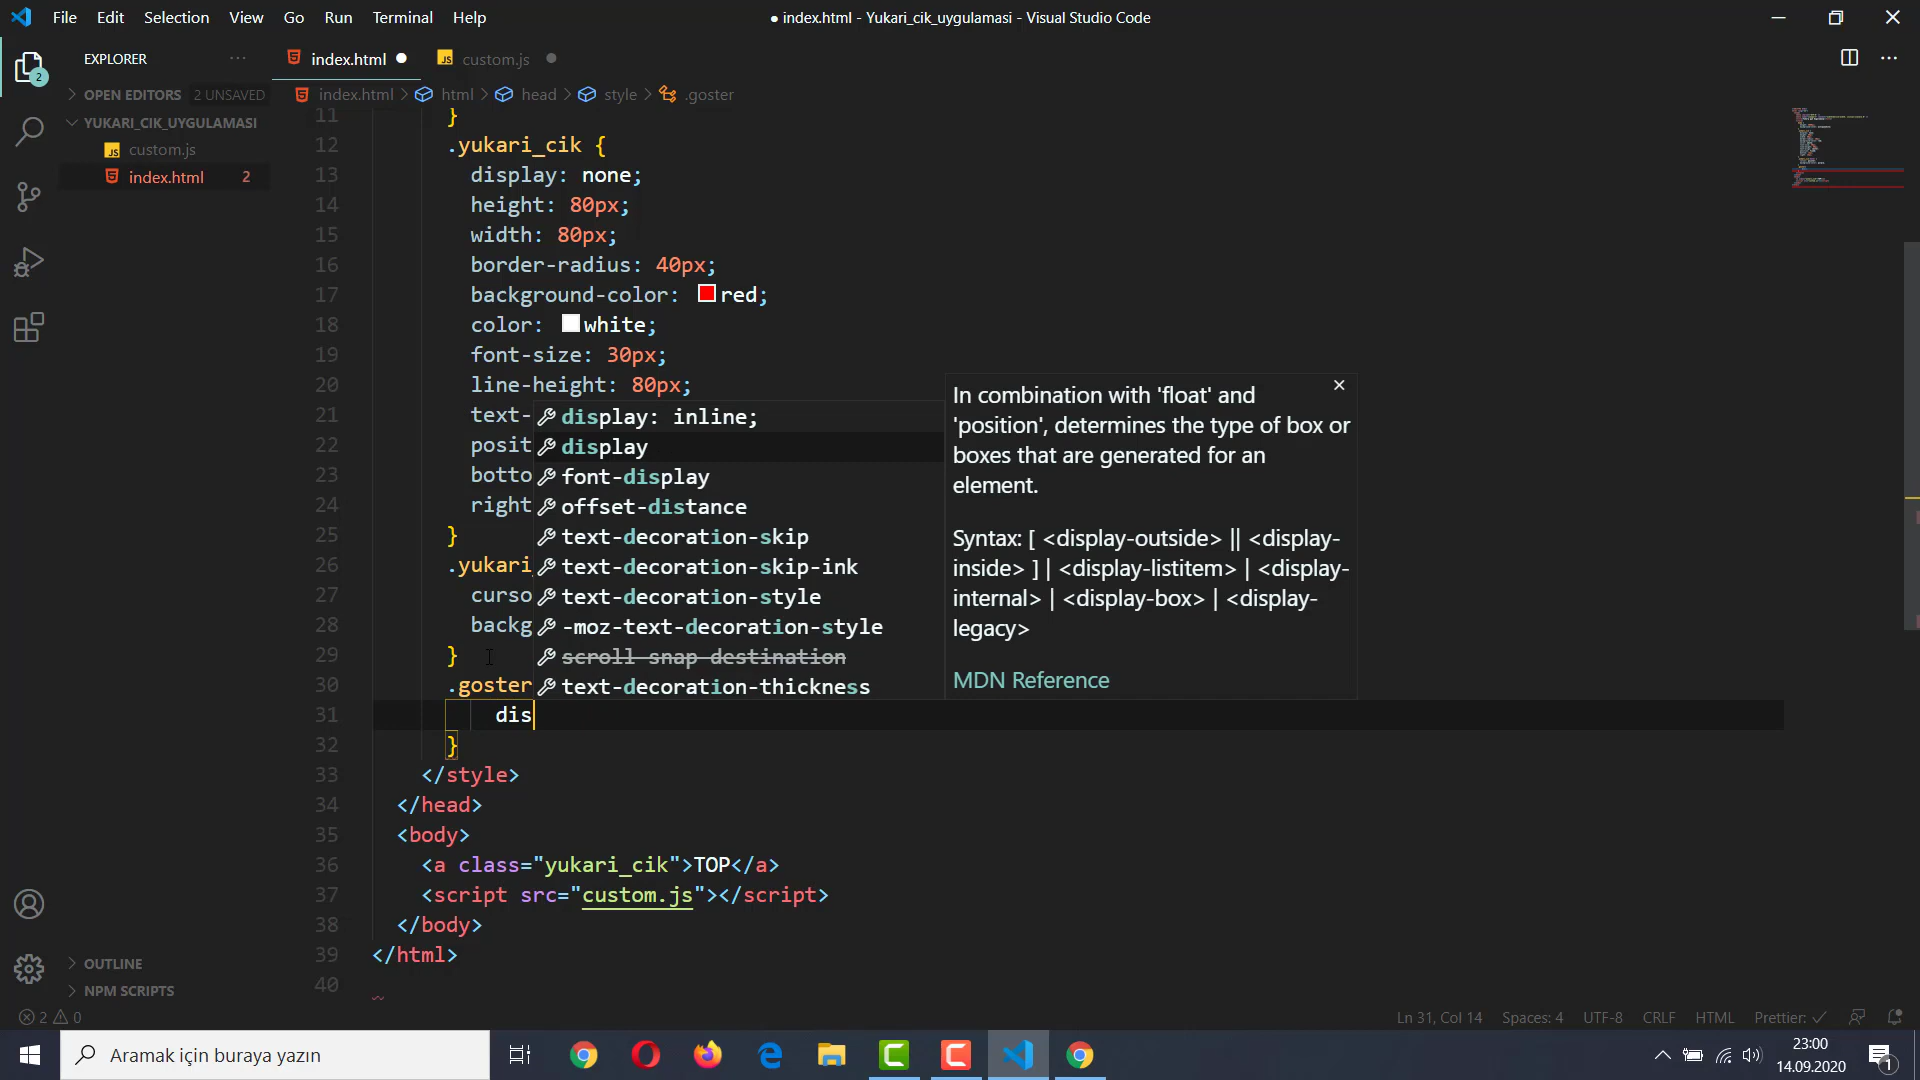 File Edit Selection View Go Run Terminal Help
● index.html - Yukari_cik_uygulamasi - Visual Studio Code
EXPLORER
index.html
custom.js
OPEN EDITORS 2 UNSAVED
index.html > html > head > style > .goster
YUKARI_CIK_UYGULAMASI
custom.js
index.html 2
2
11 }
12 .yukari_cik {
13 display: none;
14 height: 80px;
15 width: 80px;
16 border-radius: 40px;
17 background-color: red;
18 color: white;
19 font-size: 30px;
20 line-height: 80px;
21 text-
22 posit
23 botto
24 right
25 }
26 .yukari
27 curso
28 backg
29 }
30 .goster
31 dis
32 }
33 </style>
34 </head>
35 <body>
36 <a class="yukari_cik">TOP</a>
37 <script src="custom.js"></script>
38 </body>
39 </html>
40
display: inline;
display
font-display
offset-distance
text-decoration-skip
text-decoration-skip-ink
text-decoration-style
-moz-text-decoration-style
scroll-snap-destination
text-decoration-thickness
In combination with 'float' and
'position', determines the type of box or
boxes that are generated for an
element.
Syntax: [ <display-outside> || <display-
inside> ] | <display-listitem> | <display-
internal> | <display-box> | <display-
legacy>
MDN Reference
OUTLINE
NPM SCRIPTS
2 0
Ln 31, Col 14 Spaces: 4 UTF-8 CRLF HTML Prettier: ✓
Aramak için buraya yazın
23:00
14.09.2020
1